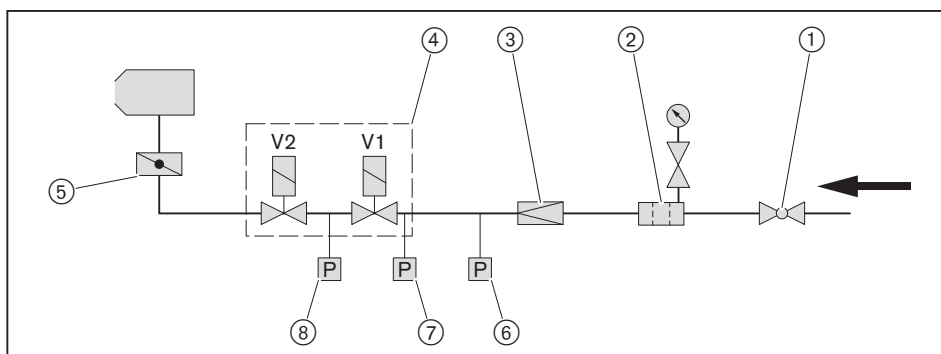 ④ ③ ② ①
V2 V1
⑤
P P P
⑧ ⑦ ⑥